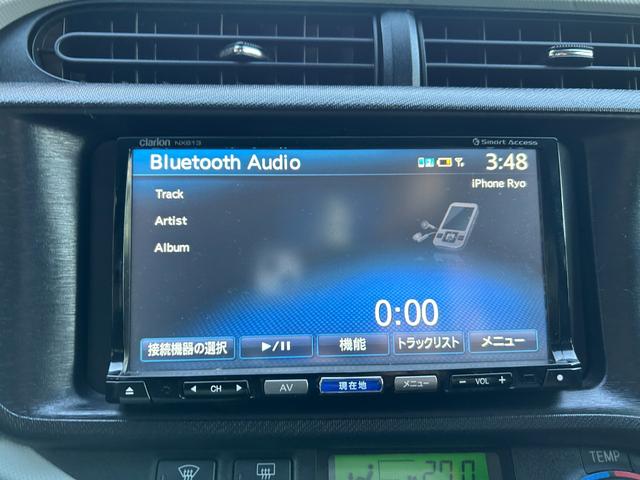 clarion NX613
Smart Access
Bluetooth Audio
3:48
iPhone Ryo
Track
Artist
Album
0:00
接続機器の選択
機能
トラックリスト
メニュー
CH
AV
現在地
メニュー
− VOL +
TEMP
27.0